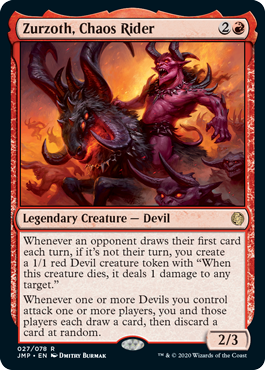 Zurzoth, Chaos Rider 2
Legendary Creature — Devil
Whenever an opponent draws their first card
each turn, if it's not their turn, you create
a 1/1 red Devil creature token with “When
this creature dies, it deals 1 damage to any
target.”
Whenever one or more Devils you control
attack one or more players, you and those
players each draw a card, then discard a
card at random.
2/3
027/078 R
JMP • EN Dmitry Burmak
™ & © 2020 Wizards of the Coast